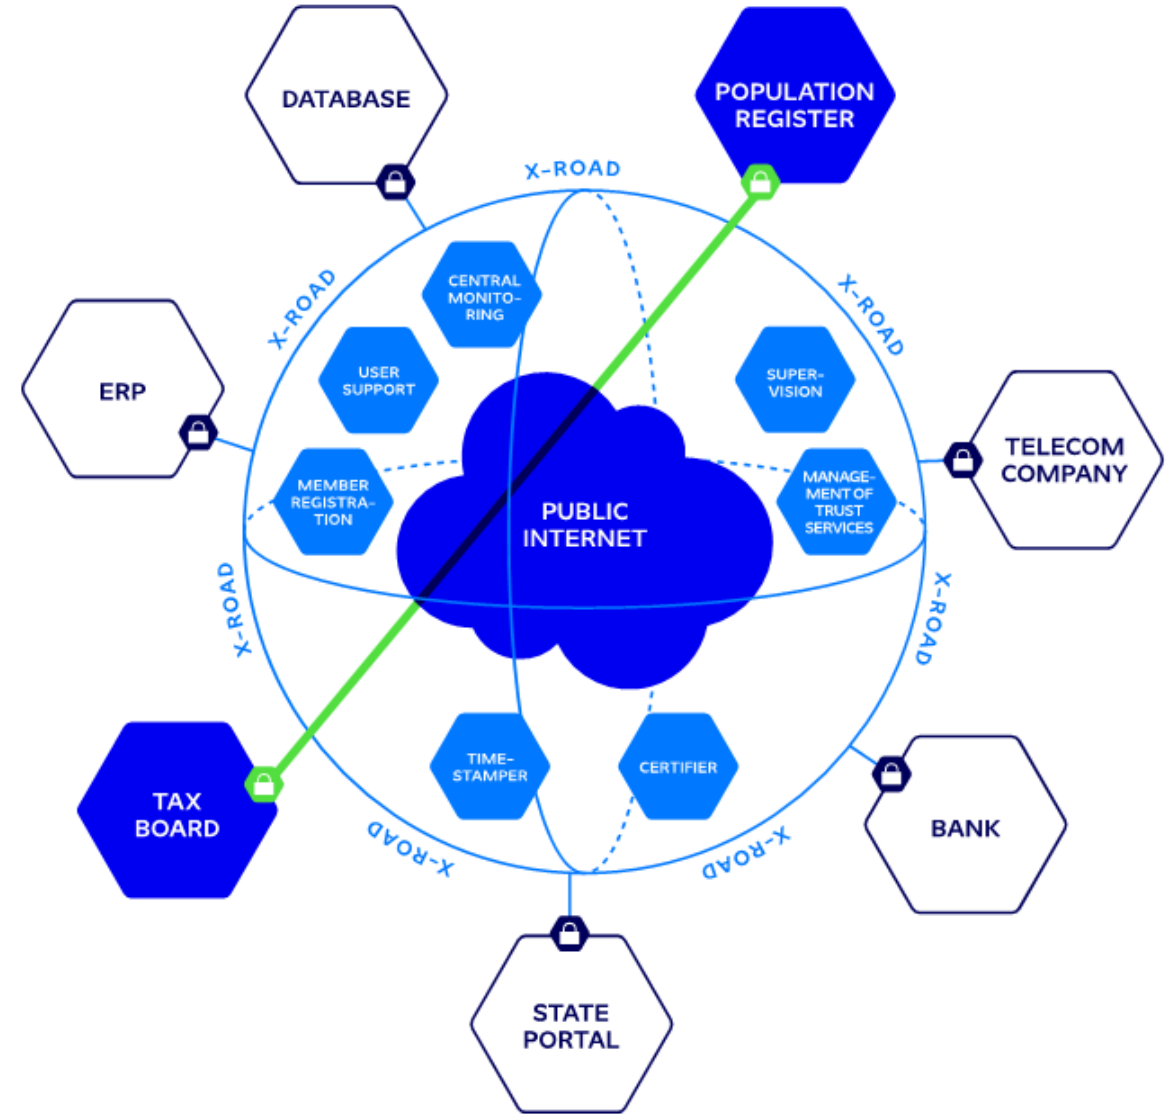 DATABASE
POPULATION
REGISTER
X-ROAD
CENTRAL
MONITO-
RING
X-ROAD
X-ROAD
USER
SUPPORT
SUPER-
VISION
ERP
TELECOM
COMPANY
MEMBER
REGISTRA-
TION
MANAGE-
MENT OF
TRUST
SERVICES
PUBLIC
INTERNET
X-ROAD
X-ROAD
TAX
BOARD
TIME-
STAMPER
CERTIFIER
BANK
X-ROAD
X-ROAD
STATE
PORTAL